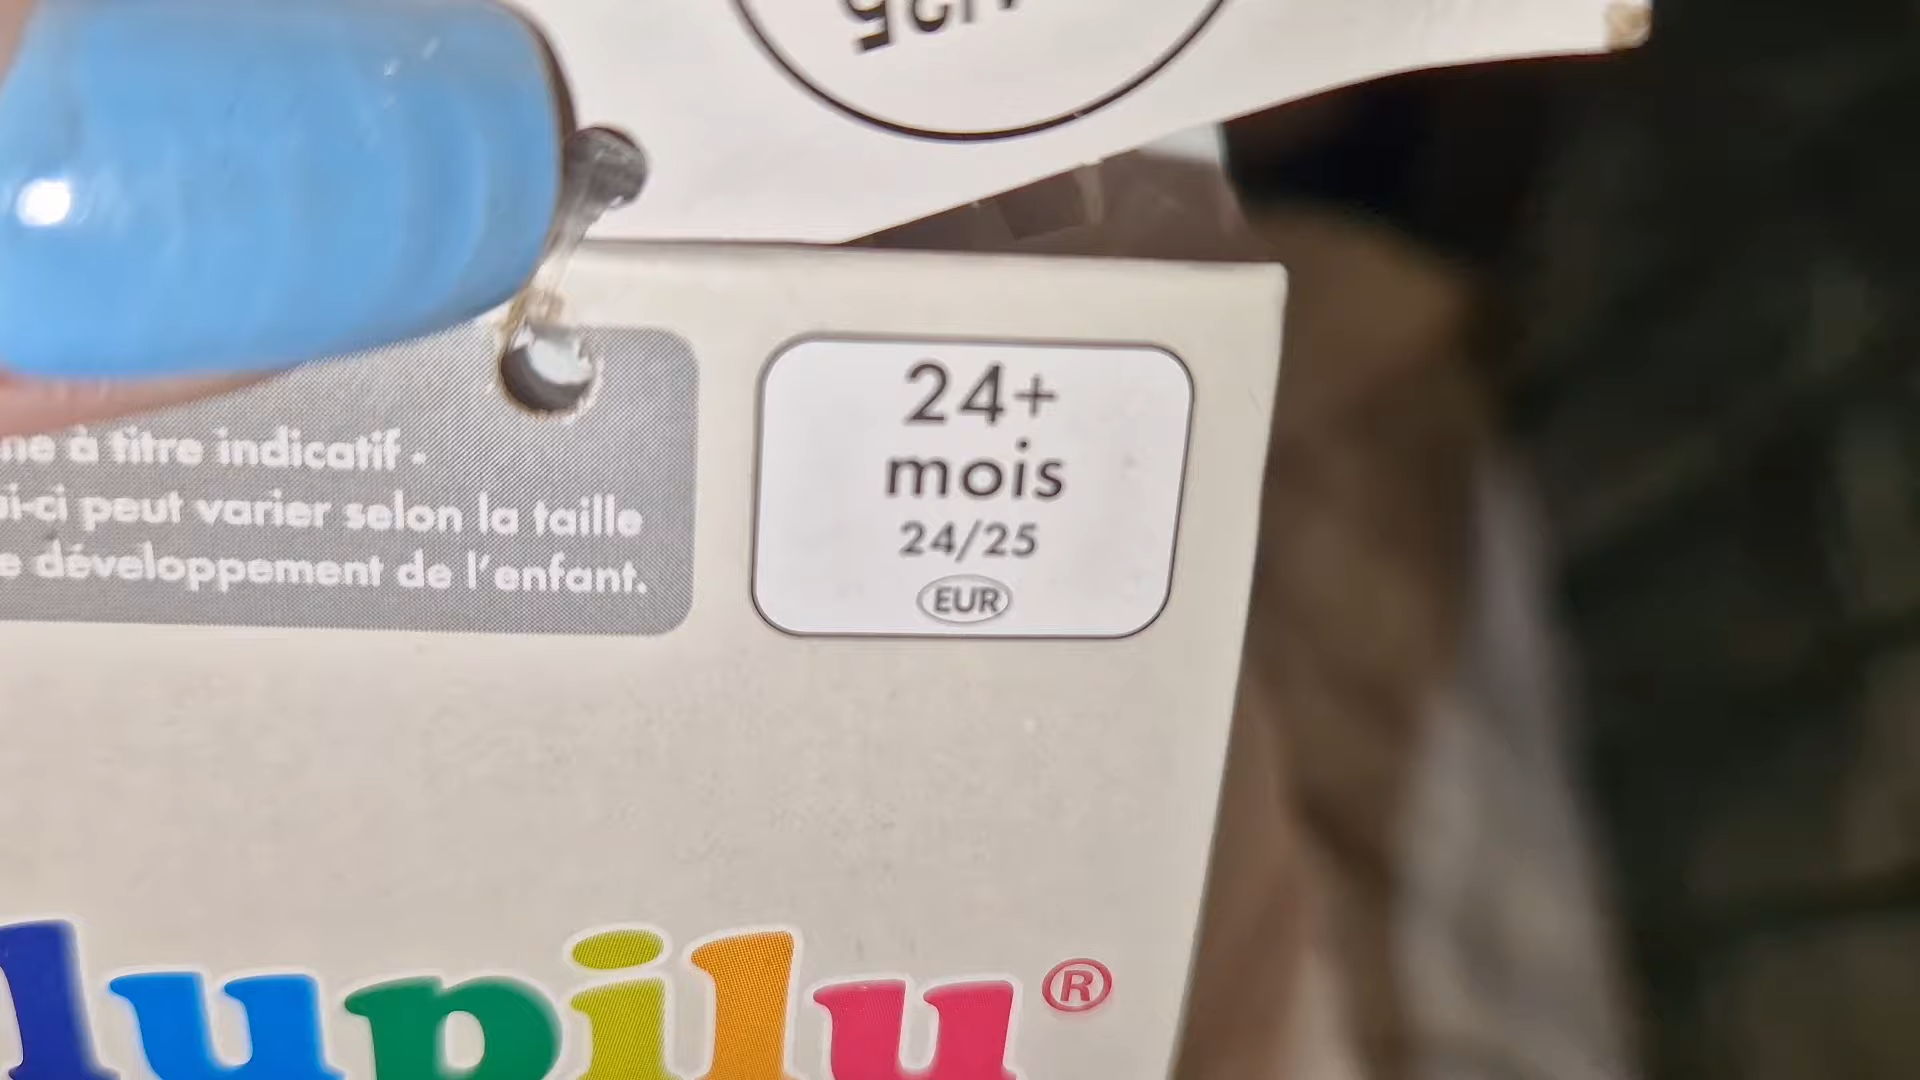 à titre indicatif -
peut varier selon la taille
développement de l'enfant.
24+
mois
24/25
EUR
lupilu®